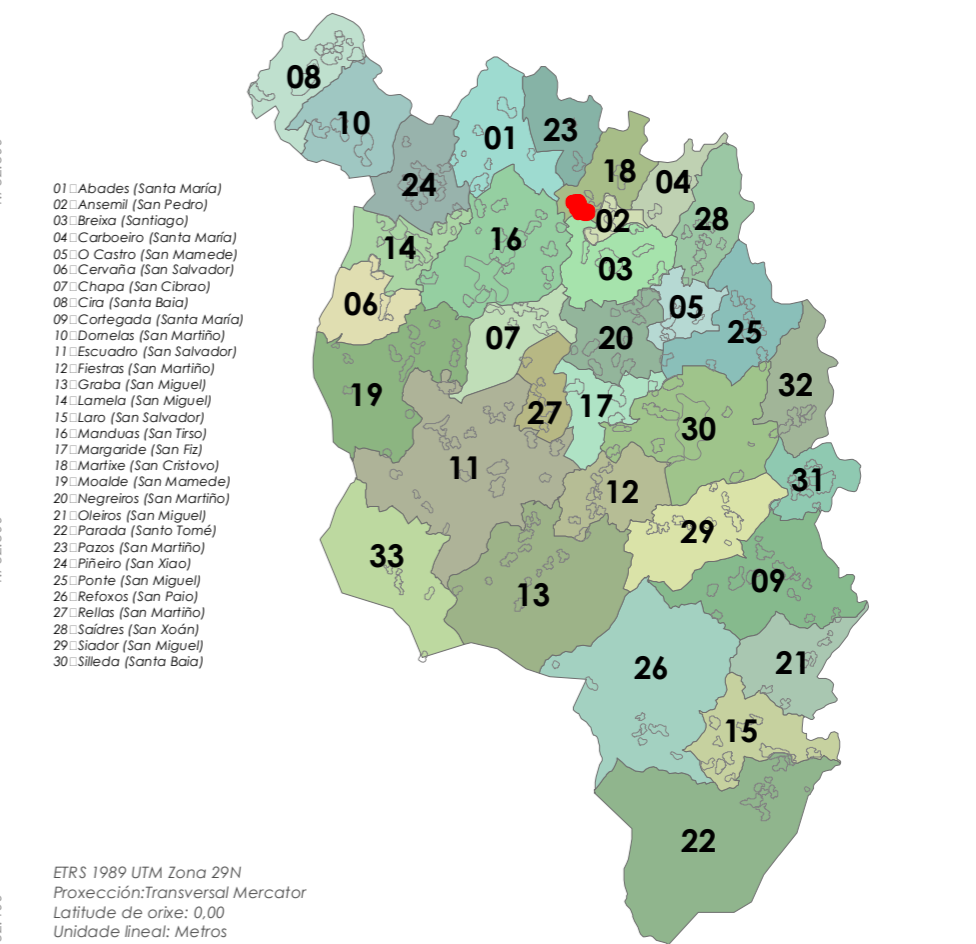 08
10
01
23
18
24
04
01□Abades (Santa María)
02□Ansemil (San Pedro)
03□Breixa (Santiago)
04□Carboeiro (Santa María)
05□O Castro (San Mamede)
06□Cervaña (San Salvador)
07□Chapa (San Cibrao)
08□Cira (Santa Baia)
09□Cortegada (Santa María)
10□Dornelas (San Martiño)
11□Escuadro (San Salvador)
12□Fiestras (San Martiño)
13□Graba (San Miguel)
14□Lamela (San Miguel)
15□Laro (San Salvador)
16□Manduas (San Tirso)
17□Margaride (San Fiz)
18□Martixe (San Cristovo)
19□Moalde (San Mamede)
20□Negreiros (San Martiño)
21□Oleiros (San Miguel)
22□Parada (Santo Tomé)
23□Pazos (San Martiño)
24□Piñeiro (San Xiao)
25□Ponte (San Miguel)
26□Refoxos (San Paio)
27□Rellas (San Martiño)
28□Saídres (San Xoán)
29□Siador (San Miguel)
30□Silleda (Santa Baia)
02
28
14
16
03
06
05
07
20
25
19
27
17
32
30
11
12
31
33
29
13
09
26
21
15
22
ETRS 1989 UTM Zona 29N
Proxección:Transversal Mercator
Latitude de orixe: 0,00
Unidade lineal: Metros